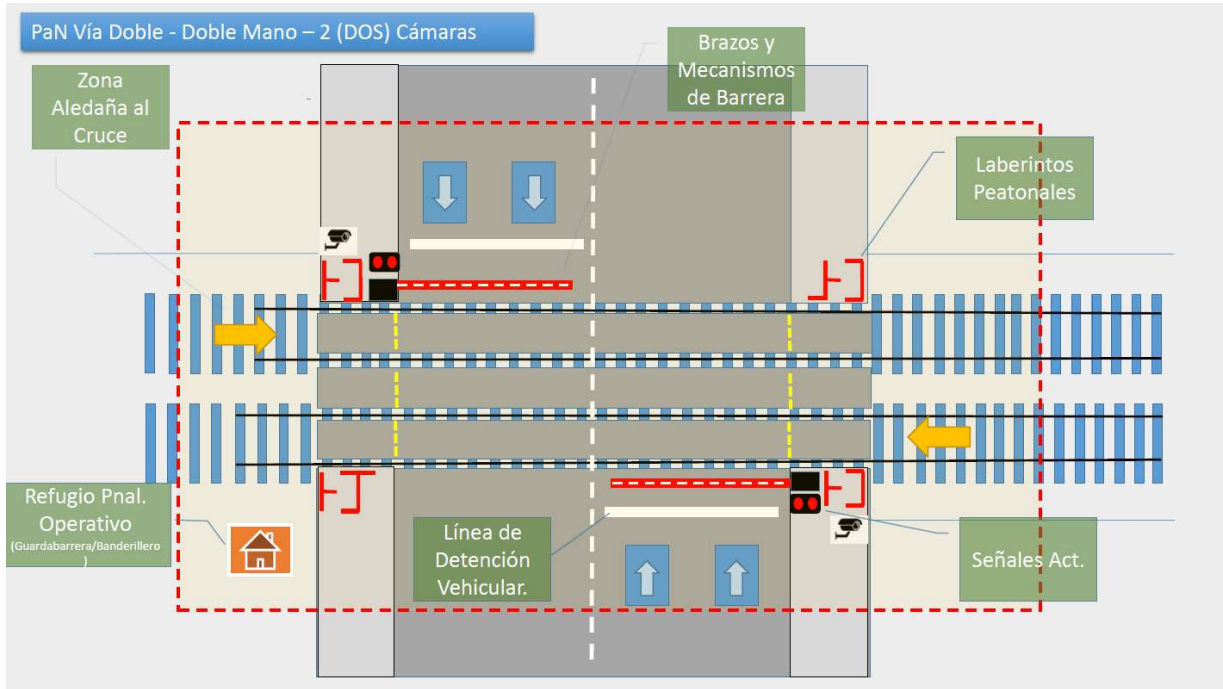 PaN Vía Doble - Doble Mano – 2 (DOS) Cámaras
Brazos y
Mecanismos
de Barrera
Zona
Aledaña al
Cruce
Laberintos
Peatonales
Refugio Pnal.
Operativo
(Guardabarrera/Banderillero
)
Línea de
Detención
Vehicular.
Señales Act.